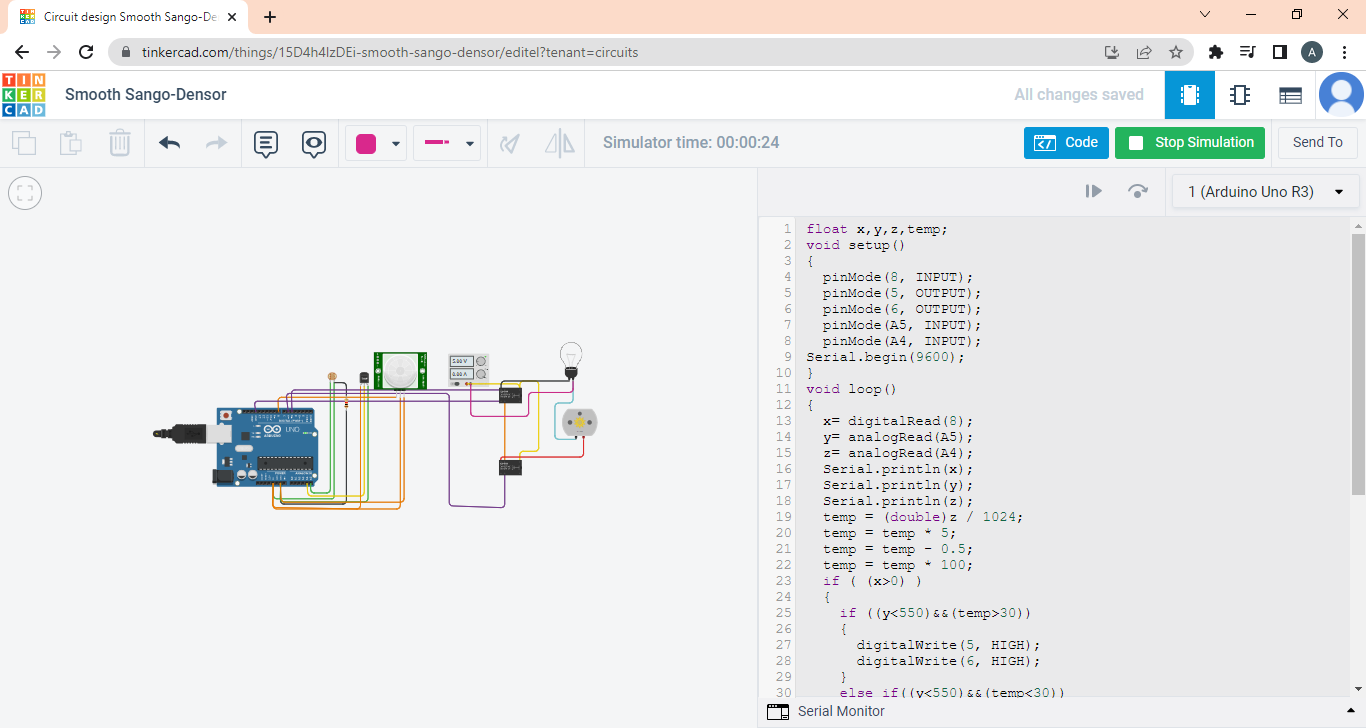 Circuit design Smooth Sango-De
tinkercad.com/things/15D4h4lzDEi-smooth-sango-densor/editel?tenant=circuits
A
TIN
KER
CAD
Smooth Sango-Densor
All changes saved
Simulator time: 00:00:24
Code
Stop Simulation
Send To
1 (Arduino Uno R3)
5.00 V
UNO
ARDUINO
1 float x,y,z,temp;
2 void setup()
3 {
4 pinMode(8, INPUT);
5 pinMode(5, OUTPUT);
6 pinMode(6, OUTPUT);
7 pinMode(A5, INPUT);
8 pinMode(A4, INPUT);
9 Serial.begin(9600);
10 }
11 void loop()
12 {
13 x= digitalRead(8);
14 y= analogRead(A5);
15 z= analogRead(A4);
16 Serial.println(x);
17 Serial.println(y);
18 Serial.println(z);
19 temp = (double)z / 1024;
20 temp = temp * 5;
21 temp = temp - 0.5;
22 temp = temp * 100;
23 if ( (x>0) )
24 {
25 if ((y<550)&&(temp>30))
26 {
27 digitalWrite(5, HIGH);
28 digitalWrite(6, HIGH);
29 }
30 else if((y<550)&&(temp<30))
Serial Monitor